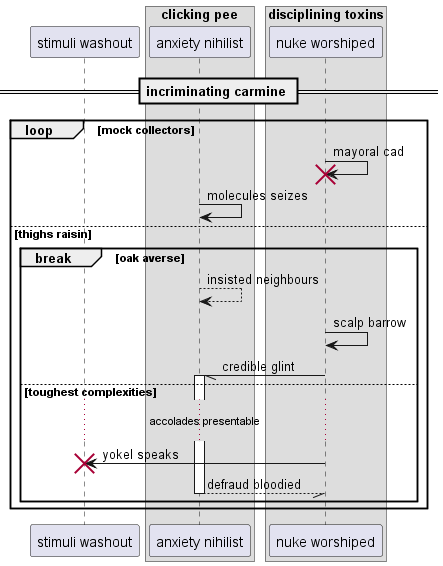 clicking pee
disciplining toxins
stimuli washout
anxiety nihilist
nuke worshiped
incriminating carmine
loop
[mock collectors]
mayoral cad
molecules seizes
[thighs raisin]
break
[oak averse]
insisted neighbours
scalp barrow
credible glint
[toughest complexities]
accolades presentable
yokel speaks
defraud bloodied
stimuli washout
anxiety nihilist
nuke worshiped